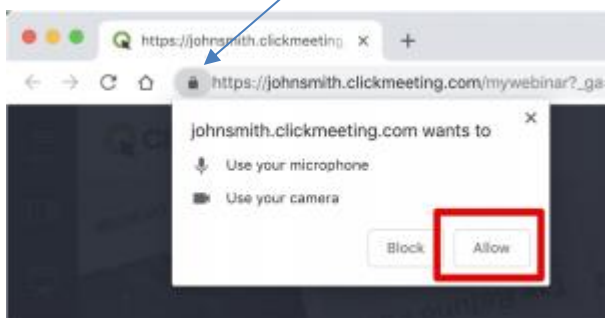 https://johnsmith.clickmeeting
https://johnsmith.clickmeeting.com/mywebinar?_ga
johnsmith.clickmeeting.com wants to
Use your microphone
Use your camera
Block
Allow